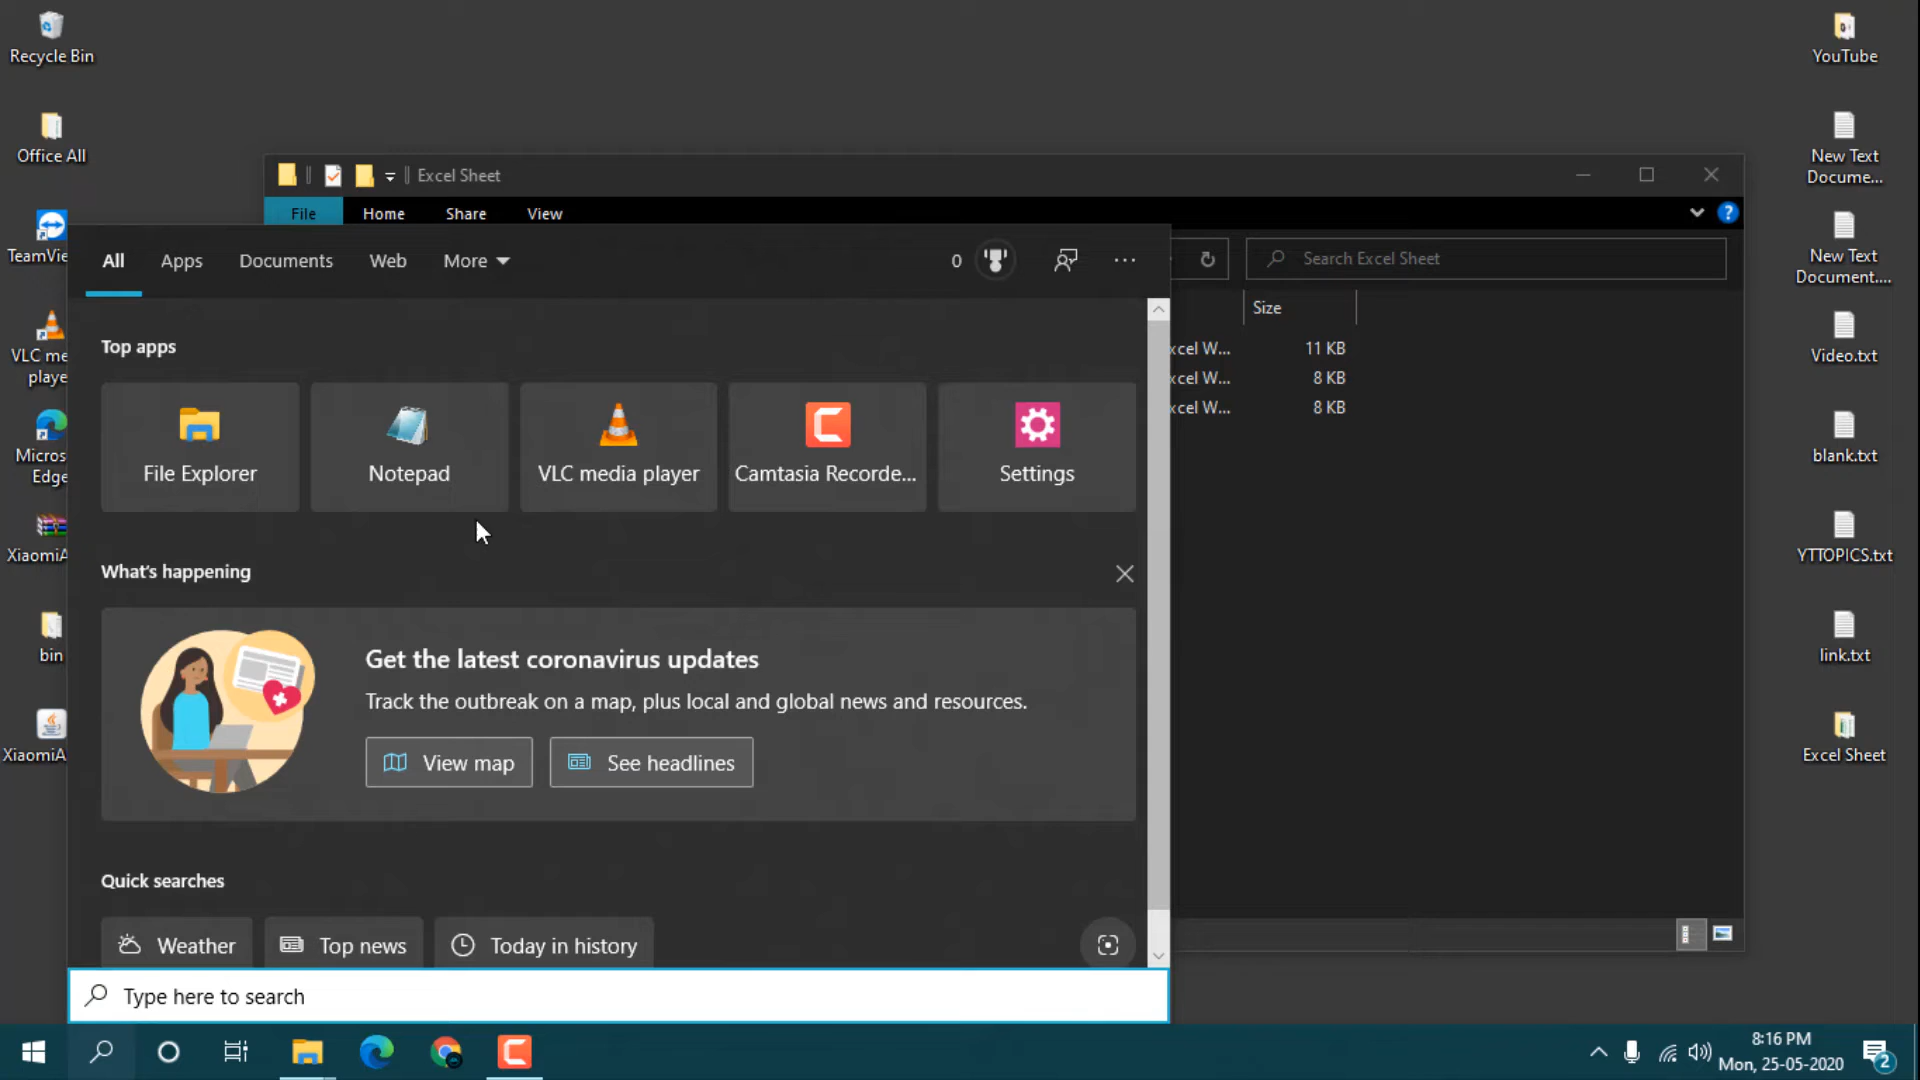 Recycle Bin
Office All
TeamVie
VLC me
playe
Micros
Edge
XiaomiA
bin
XiaomiA
YouTube
New Text
Docume...
New Text
Document....
Video.txt
blank.txt
YTTOPICS.txt
link.txt
Excel Sheet
Excel Sheet
File Home Share View
?
Search Excel Sheet
Size
xcel W... 11 KB
xcel W... 8 KB
xcel W... 8 KB
All Apps Documents Web More 0 ...
Top apps
File Explorer Notepad VLC media player Camtasia Recorde... Settings
What's happening
Get the latest coronavirus updates
Track the outbreak on a map, plus local and global news and resources.
View map See headlines
Quick searches
Weather Top news Today in history
Type here to search
8:16 PM
Mon, 25-05-2020
2